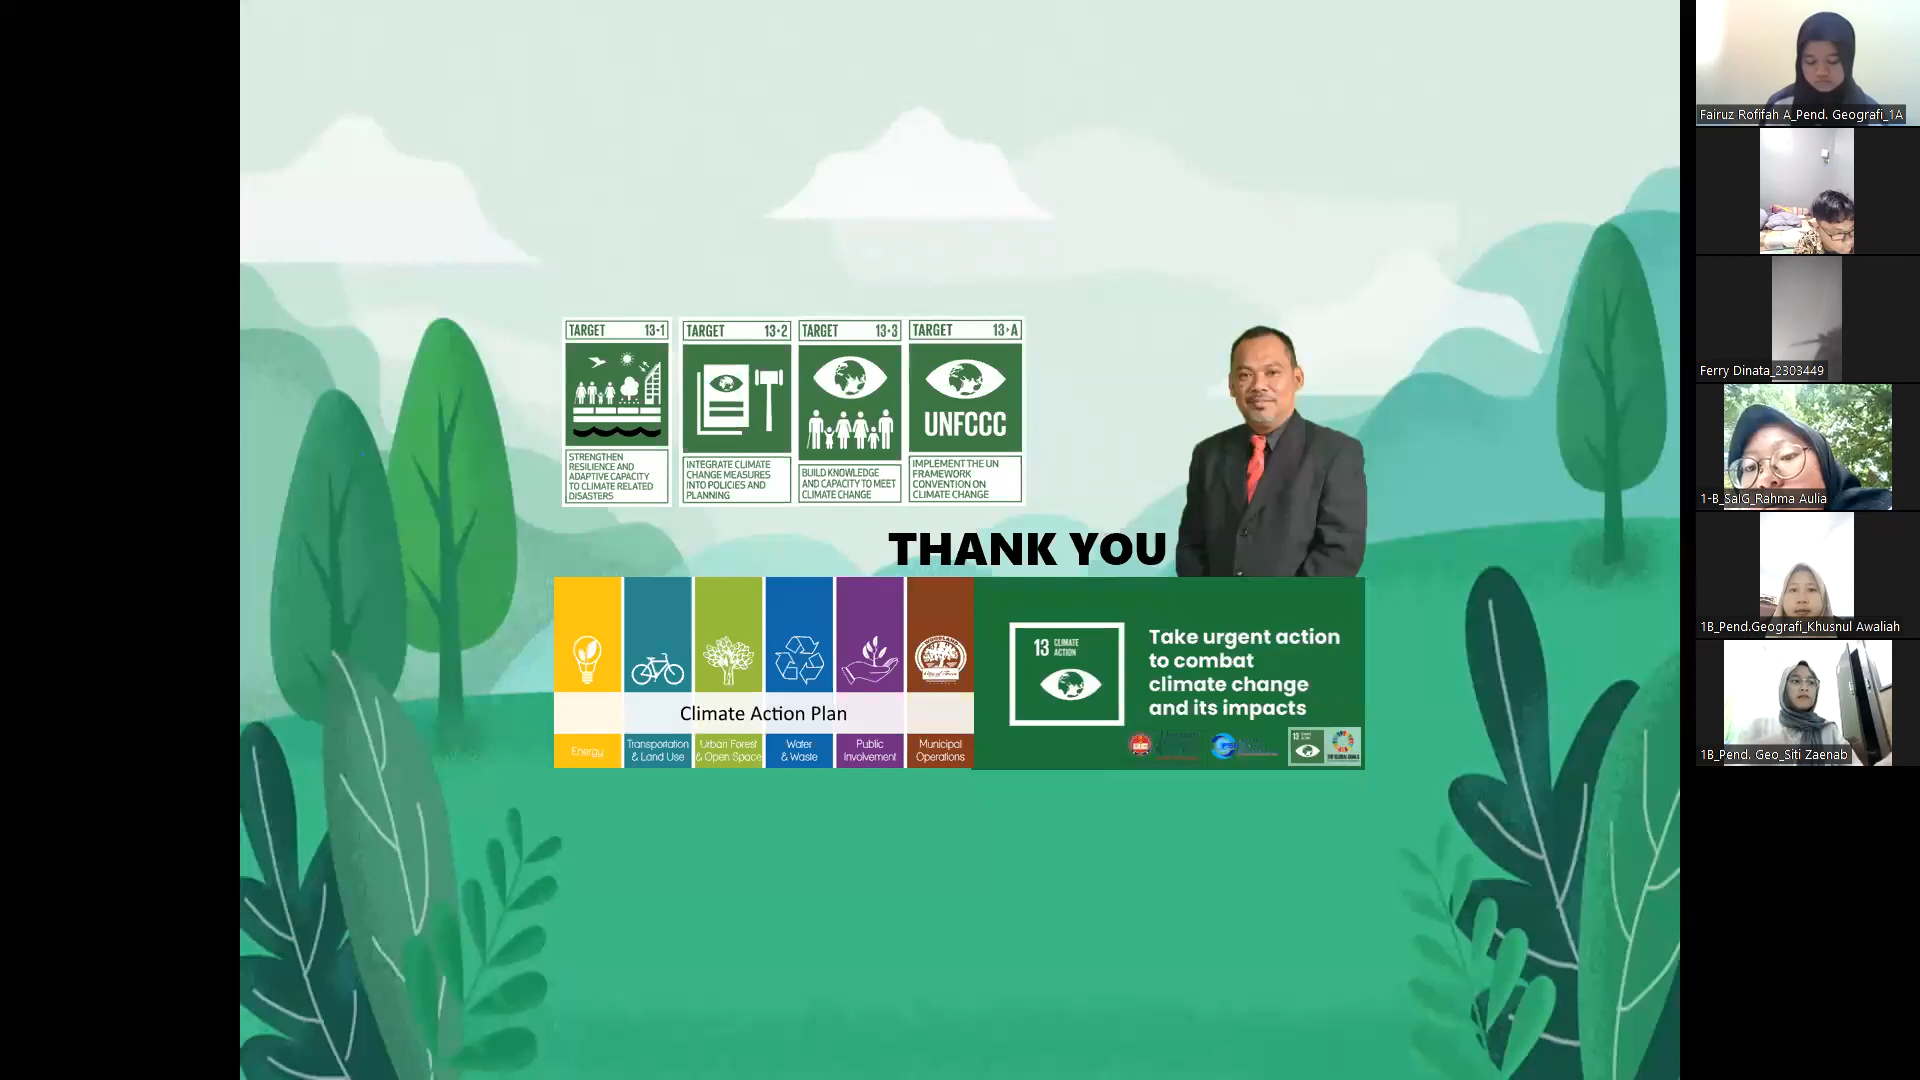 TARGET 13·1
STRENGTHEN
RESILIENCE AND
ADAPTIVE CAPACITY
TO CLIMATE RELATED
DISASTERS
TARGET 13·2
INTEGRATE CLIMATE
CHANGE MEASURES
INTO POLICIES AND
PLANNING
TARGET 13·3
BUILD KNOWLEDGE
AND CAPACITY TO MEET
CLIMATE CHANGE
TARGET 13·A
UNFCCC
IMPLEMENT THE UN
FRAMEWORK
CONVENTION ON
CLIMATE CHANGE
THANK YOU
Climate Action Plan
Energy
Transportation
& Land Use
Urban Forest
& Open Space
Water
& Waste
Public
Involvement
Municipal
Operations
13 CLIMATE
ACTION
Take urgent action
to combat
climate change
and its impacts
THE GLOBAL GOALS
Fairuz Rofifah A_Pend. Geografi_1A
Ferry Dinata_2303449
1-B_SaIG_Rahma Aulia
1B_Pend.Geografi_Khusnul Awaliah
1B_Pend. Geo_Siti Zaenab